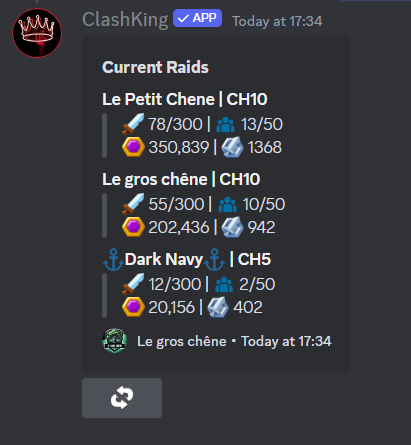 ClashKing ✓ APP Today at 17:34
Current Raids
Le Petit Chene | CH10
78/300 | 13/50
350,839 | 1368
Le gros chêne | CH10
55/300 | 10/50
202,436 | 942
⚓Dark Navy⚓ | CH5
12/300 | 2/50
20,156 | 402
Le gros chêne • Today at 17:34